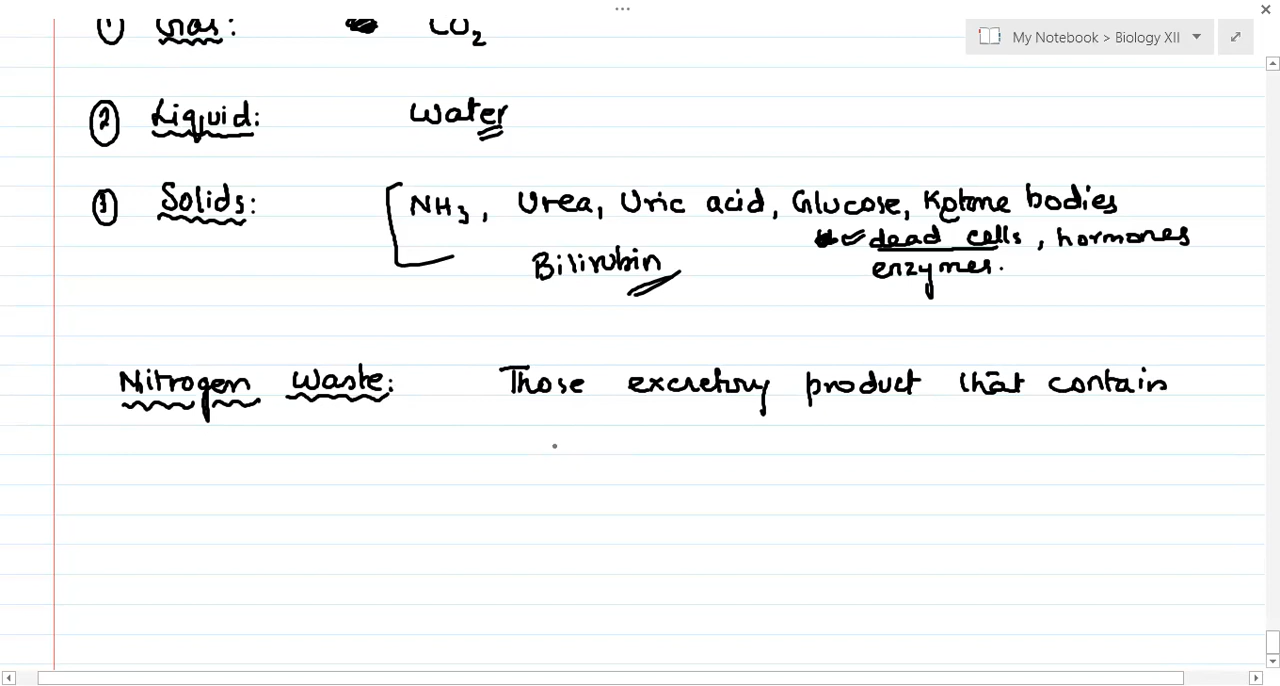 My Notebook > Biology XII
① Gas: CO₂
② Liquid: Water
③ Solids: NH₃, Urea, Uric acid, Glucose, Ketone bodies
dead cells, hormones
Bilirubin enzymes.
Nitrogen Waste: Those excretory product that contain